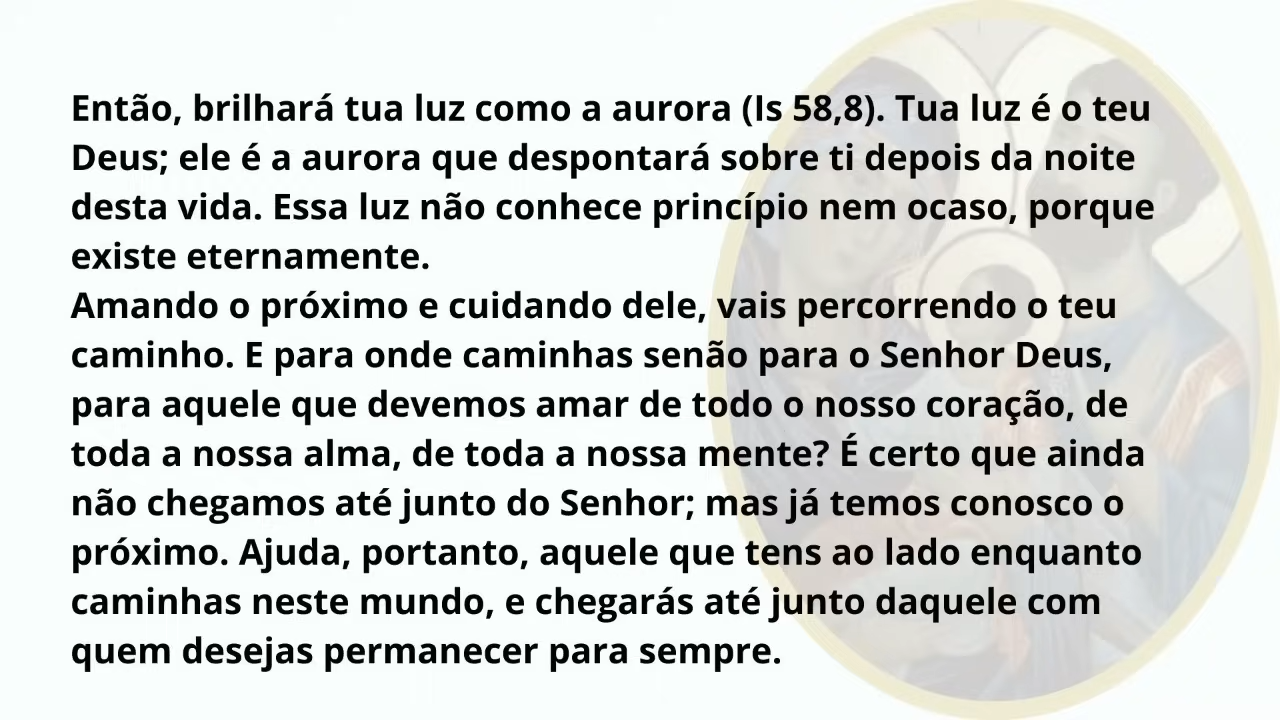 Então, brilhará tua luz como a aurora (Is 58,8). Tua luz é o teu
Deus; ele é a aurora que despontará sobre ti depois da noite
desta vida. Essa luz não conhece princípio nem ocaso, porque
existe eternamente.
Amando o próximo e cuidando dele, vais percorrendo o teu
caminho. E para onde caminhas senão para o Senhor Deus,
para aquele que devemos amar de todo o nosso coração, de
toda a nossa alma, de toda a nossa mente? É certo que ainda
não chegamos até junto do Senhor; mas já temos conosco o
próximo. Ajuda, portanto, aquele que tens ao lado enquanto
caminhas neste mundo, e chegarás até junto daquele com
quem desejas permanecer para sempre.